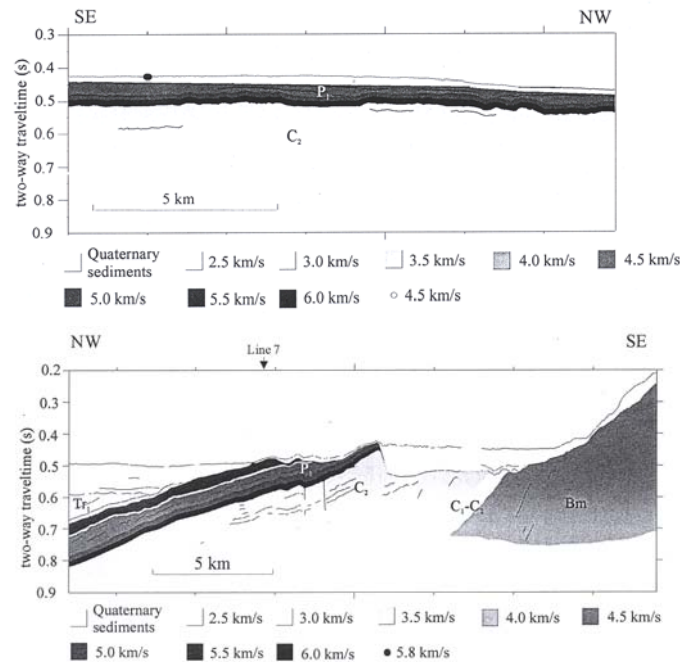 SE NW
0.3
0.4
0.5
0.6
0.7
0.8
0.9
two-way traveltime (s)
P₁
C₂
5 km
Quaternary sediments 2.5 km/s 3.0 km/s 3.5 km/s 4.0 km/s 4.5 km/s
5.0 km/s 5.5 km/s 6.0 km/s 4.5 km/s
NW Line 7 SE
0.2
0.3
0.4
0.5
0.6
0.7
0.8
0.9
two-way traveltime (s)
Tr₁ P₁ C₂ C₁-C₂ Bm
5 km
Quaternary sediments 2.5 km/s 3.0 km/s 3.5 km/s 4.0 km/s 4.5 km/s
5.0 km/s 5.5 km/s 6.0 km/s 5.8 km/s